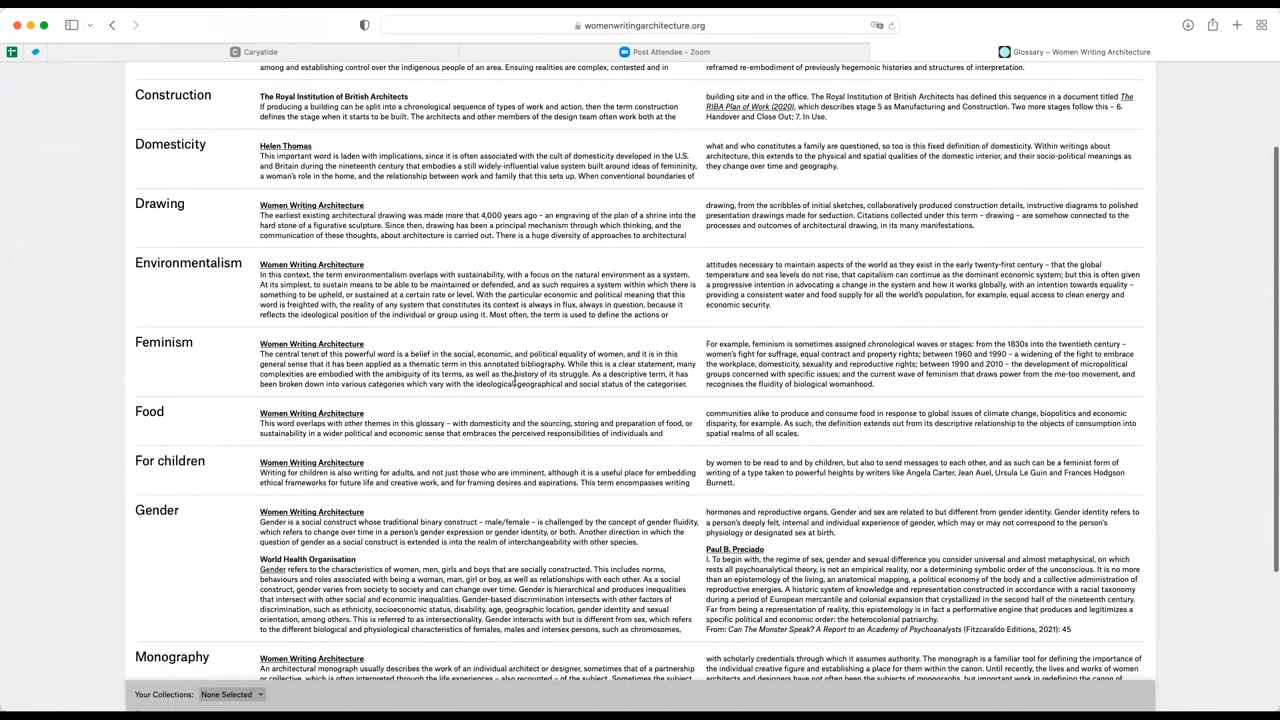 womenwritingarchitecture.org
Caryatide
Post Attendee – Zoom
Glossary – Women Writing Architecture
among and establishing control over the indigenous people of an area. Ensuing realities are complex, contested and in
reframed re-embodiment of previously hegemonic histories and structures of interpretation.
Construction
The Royal Institution of British Architects
If producing a building can be split into a chronological sequence of types of work and action, then the term construction
defines the stage when it starts to be built. The architects and other members of the design team often work both at the
building site and in the office. The Royal Institution of British Architects has defined this sequence in a document titled The
RIBA Plan of Work (2020), which describes stage 5 as Manufacturing and Construction. Two more stages follow this – 6.
Handover and Close Out; 7. In Use.
Domesticity
Helen Thomas
This important word is laden with implications, since it is often associated with the cult of domesticity developed in the U.S.
and Britain during the nineteenth century that embodies a still widely-influential value system built around ideas of femininity,
a woman's role in the home, and the relationship between work and family that this sets up. When conventional boundaries of
what and who constitutes a family are questioned, so too is this fixed definition of domesticity. Within writings about
architecture, this extends to the physical and spatial qualities of the domestic interior, and their socio-political meanings as
they change over time and geography.
Drawing
Women Writing Architecture
The earliest existing architectural drawing was made more that 4,000 years ago – an engraving of the plan of a shrine into the
hard stone of a figurative sculpture. Since then, drawing has been a principal mechanism through which thinking, and the
communication of these thoughts, about architecture is carried out. There is a huge diversity of approaches to architectural
drawing, from the scribbles of initial sketches, collaboratively produced construction details, instructive diagrams to polished
presentation drawings made for seduction. Citations collected under this term – drawing – are somehow connected to the
processes and outcomes of architectural drawing, in its many manifestations.
Environmentalism
Women Writing Architecture
In this context, the term environmentalism overlaps with sustainability, with a focus on the natural environment as a system.
At its simplest, to sustain means to be able to be maintained or defended, and as such requires a system within which there is
something to be upheld, or sustained at a certain rate or level. With the particular economic and political meaning that this
word is freighted with, the reality of any system that constitutes its context is always in flux, always in question, because it
reflects the ideological position of the individual or group using it. Most often, the term is used to define the actions or
attitudes necessary to maintain aspects of the world as they exist in the early twenty-first century – that the global
temperature and sea levels do not rise, that capitalism can continue as the dominant economic system; but this is often given
a progressive intention in advocating a change in the system and how it works globally, with an intention towards equality –
providing a consistent water and food supply for all the world's population, for example, equal access to clean energy and
economic security.
Feminism
Women Writing Architecture
The central tenet of this powerful word is a belief in the social, economic, and political equality of women, and it is in this
general sense that it has been applied as a thematic term in this annotated bibliography. While this is a clear statement, many
complexities are embodied with the ambiguity of its terms, as well as the history of its struggle. As a descriptive term, it has
been broken down into various categories which vary with the ideological,geographical and social status of the categoriser.
For example, feminism is sometimes assigned chronological waves or stages: from the 1830s into the twentieth century –
women's fight for suffrage, equal contract and property rights; between 1960 and 1990 – a widening of the fight to embrace
the workplace, domesticity, sexuality and reproductive rights; between 1990 and 2010 – the development of micropolitical
groups concerned with specific issues; and the current wave of feminism that draws power from the me-too movement, and
recognises the fluidity of biological womanhood.
Food
Women Writing Architecture
This word overlaps with other themes in this glossary – with domesticity and the sourcing, storing and preparation of food, or
sustainability in a wider political and economic sense that embraces the perceived responsibilities of individuals and
communities alike to produce and consume food in response to global issues of climate change, biopolitics and economic
disparity, for example. As such, the definition extends out from its descriptive relationship to the objects of consumption into
spatial realms of all scales.
For children
Women Writing Architecture
Writing for children is also writing for adults, and not just those who are imminent, although it is a useful place for embedding
ethical frameworks for future life and creative work, and for framing desires and aspirations. This term encompasses writing
by women to be read to and by children, but also to send messages to each other, and as such can be a feminist form of
writing of a type taken to powerful heights by writers like Angela Carter, Jean Auel, Ursula Le Guin and Frances Hodgson
Burnett.
Gender
Women Writing Architecture
Gender is a social construct whose traditional binary construct – male/female – is challenged by the concept of gender fluidity,
which refers to change over time in a person's gender expression or gender identity, or both. Another direction in which the
question of gender as a social construct is extended is into the realm of interchangeability with other species.
World Health Organisation
Gender refers to the characteristics of women, men, girls and boys that are socially constructed. This includes norms,
behaviours and roles associated with being a woman, man, girl or boy, as well as relationships with each other. As a social
construct, gender varies from society to society and can change over time. Gender is hierarchical and produces inequalities
that intersect with other social and economic inequalities. Gender-based discrimination intersects with other factors of
discrimination, such as ethnicity, socioeconomic status, disability, age, geographic location, gender identity and sexual
orientation, among others. This is referred to as intersectionality. Gender interacts with but is different from sex, which refers
to the different biological and physiological characteristics of females, males and intersex persons, such as chromosomes,
hormones and reproductive organs. Gender and sex are related to but different from gender identity. Gender identity refers to
a person's deeply felt, internal and individual experience of gender, which may or may not correspond to the person's
physiology or designated sex at birth.
Paul B. Preciado
I. To begin with, the regime of sex, gender and sexual difference you consider universal and almost metaphysical, on which
rests all psychoanalytical theory, is not an empirical reality, nor a determining symbolic order of the unconscious. It is no more
than an epistemology of the living, an anatomical mapping, a political economy of the body and a collective administration of
reproductive energies. A historic system of knowledge and representation constructed in accordance with a racial taxonomy
during a period of European mercantile and colonial expansion that crystallized in the second half of the nineteenth century.
Far from being a representation of reality, this epistemology is in fact a performative engine that produces and legitimizes a
specific political and economic order: the heterocolonial patriarchy.
From: Can The Monster Speak? A Report to an Academy of Psychoanalysts (Fitzcaraldo Editions, 2021): 45
Monography
Women Writing Architecture
An architectural monograph usually describes the work of an individual architect or designer, sometimes that of a partnership
or collective, which is often interpreted through the life experiences – also recounted – of the subject. Sometimes the subject
with scholarly credentials through which it assumes authority. The monograph is a familiar tool for defining the importance of
the individual creative figure and establishing a place for them within the canon. Until recently, the lives and works of women
architects and designers have not often been the subjects of monographs, but important work in redefining the canon of
Your Collections:
None Selected